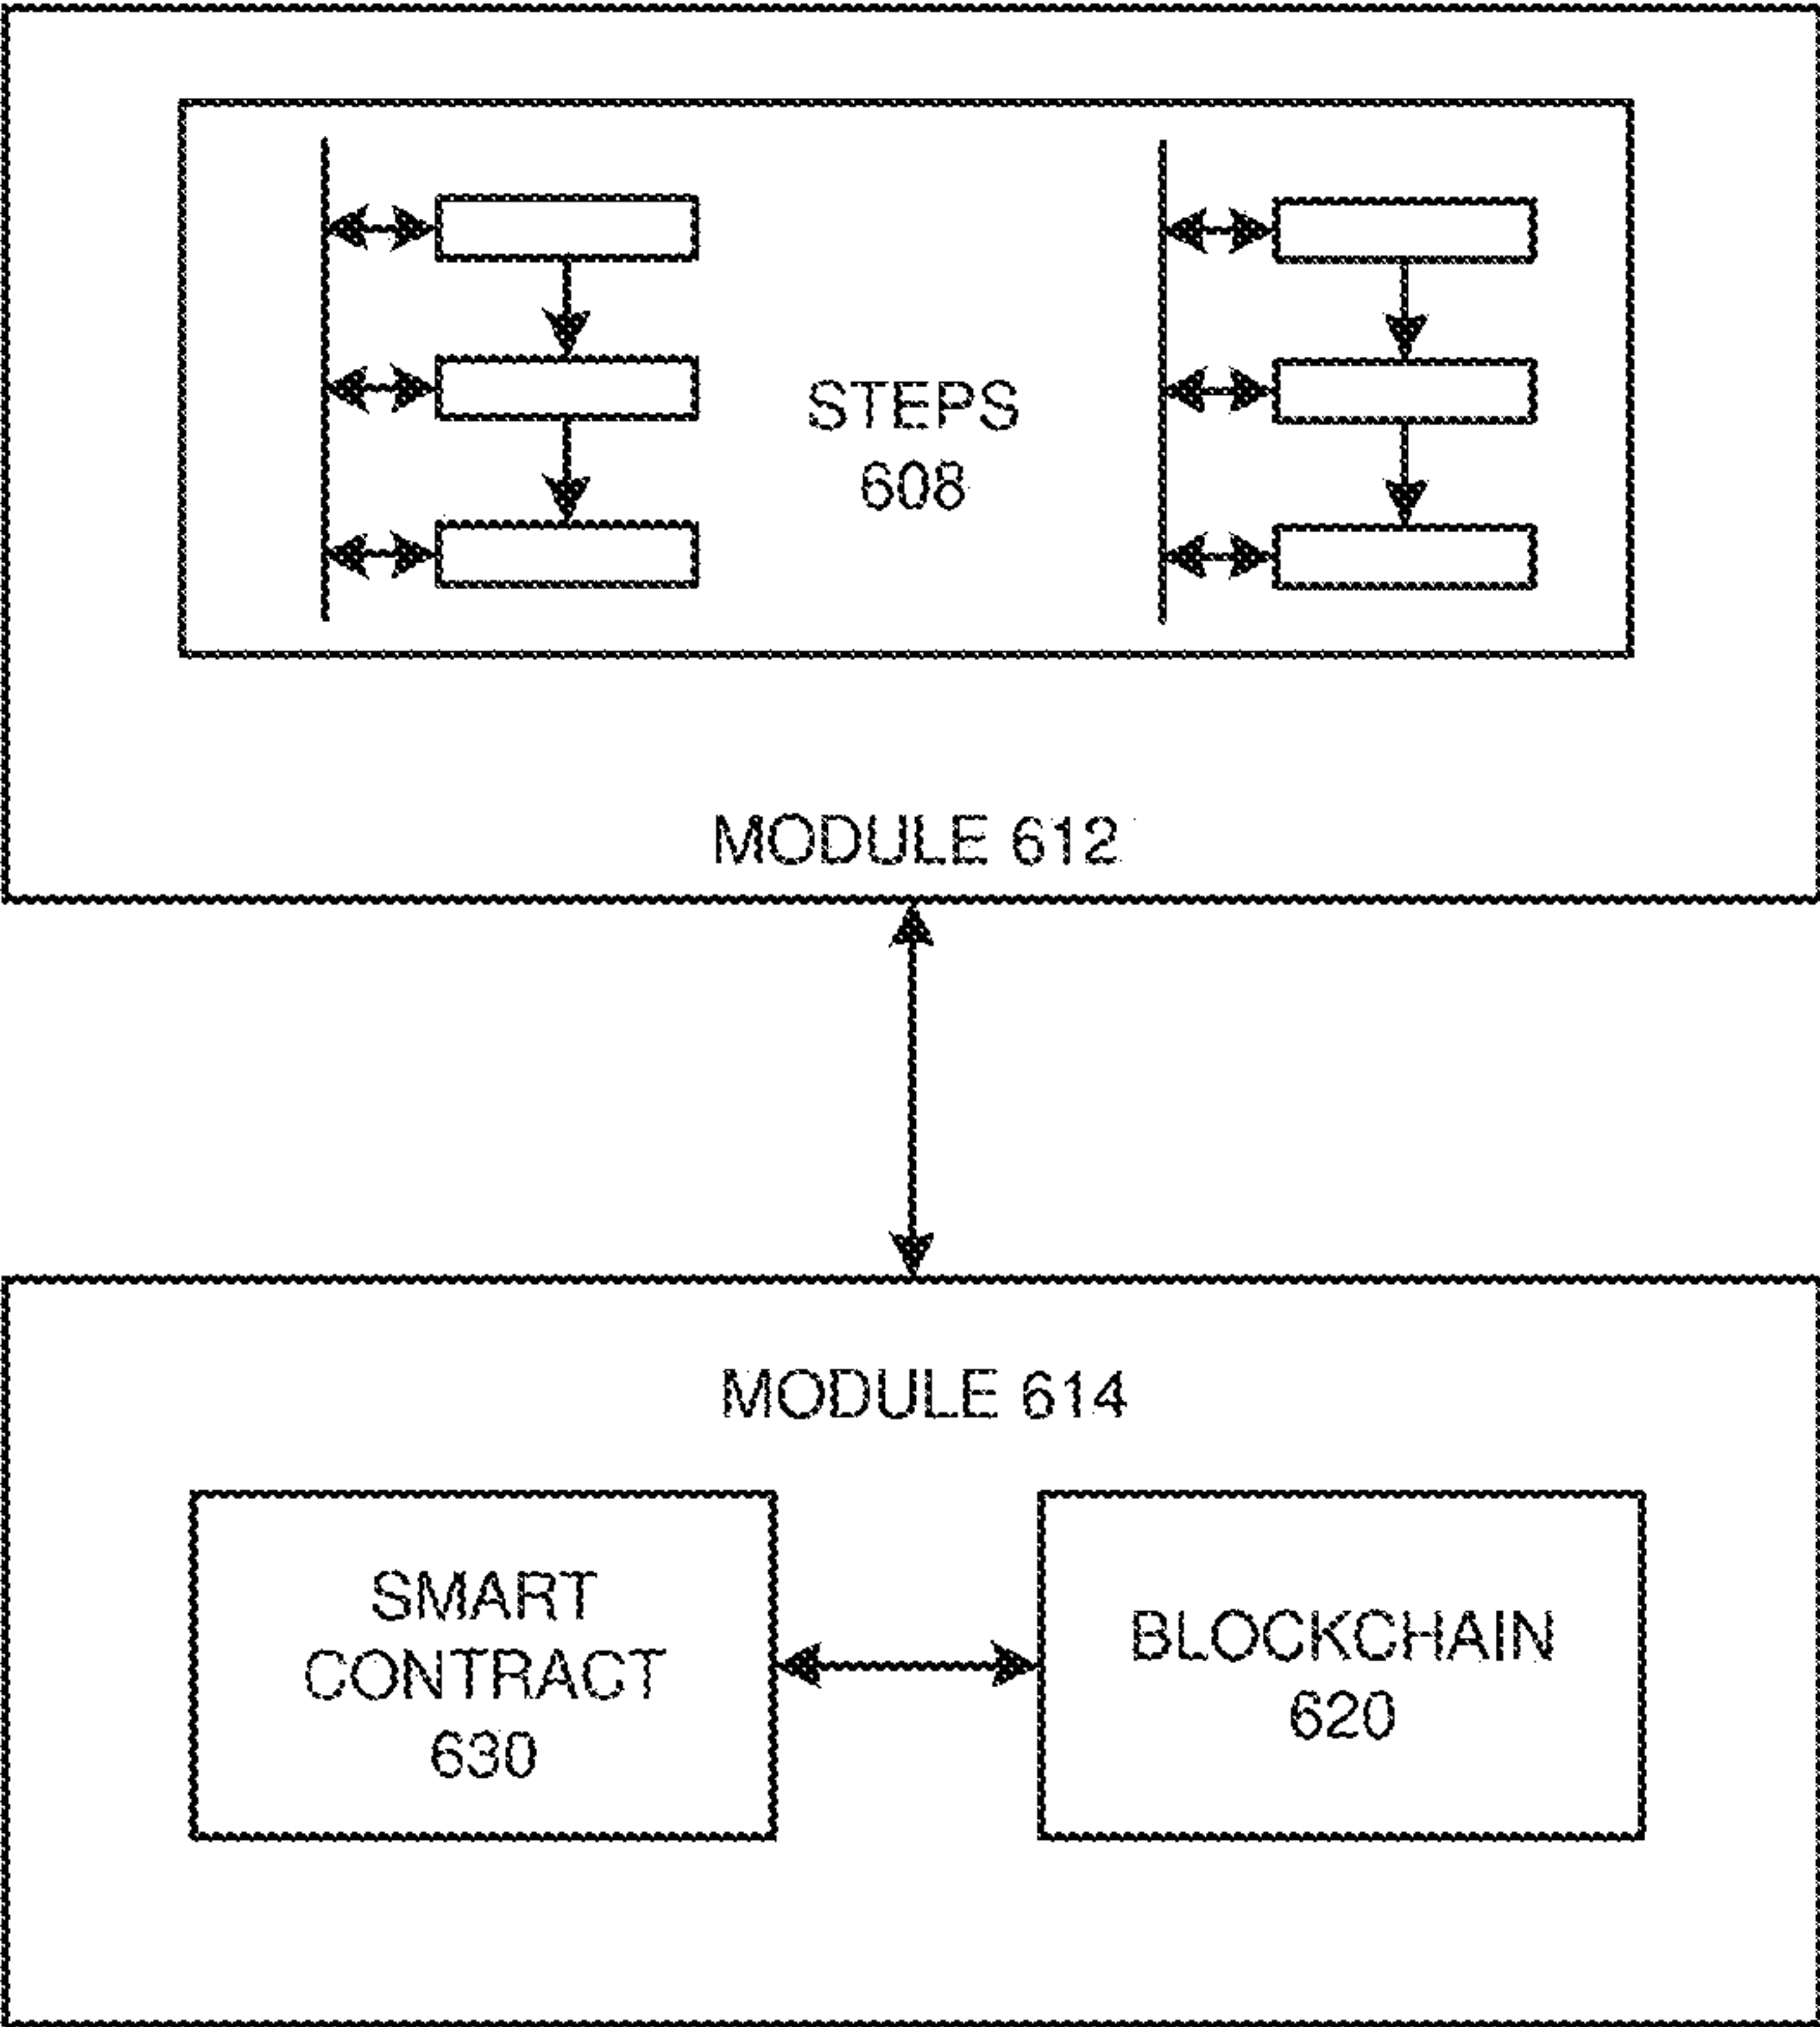 STEPS
608
MODULE 612
MODULE 614
SMART
CONTRACT
630
BLOCKCHAIN
620